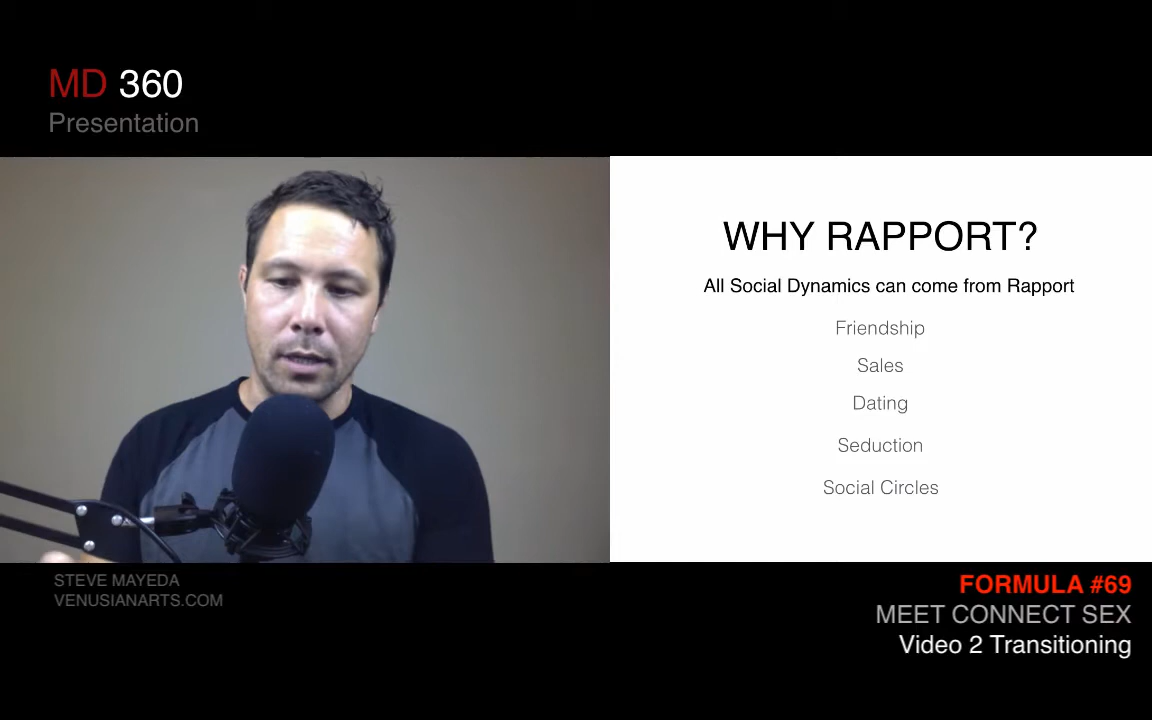 MD 360
Presentation
WHY RAPPORT?
All Social Dynamics can come from Rapport
Friendship
Sales
Dating
Seduction
Social Circles
STEVE MAYEDA
VENUSIANARTS.COM
FORMULA #69
MEET CONNECT SEX
Video 2 Transitioning